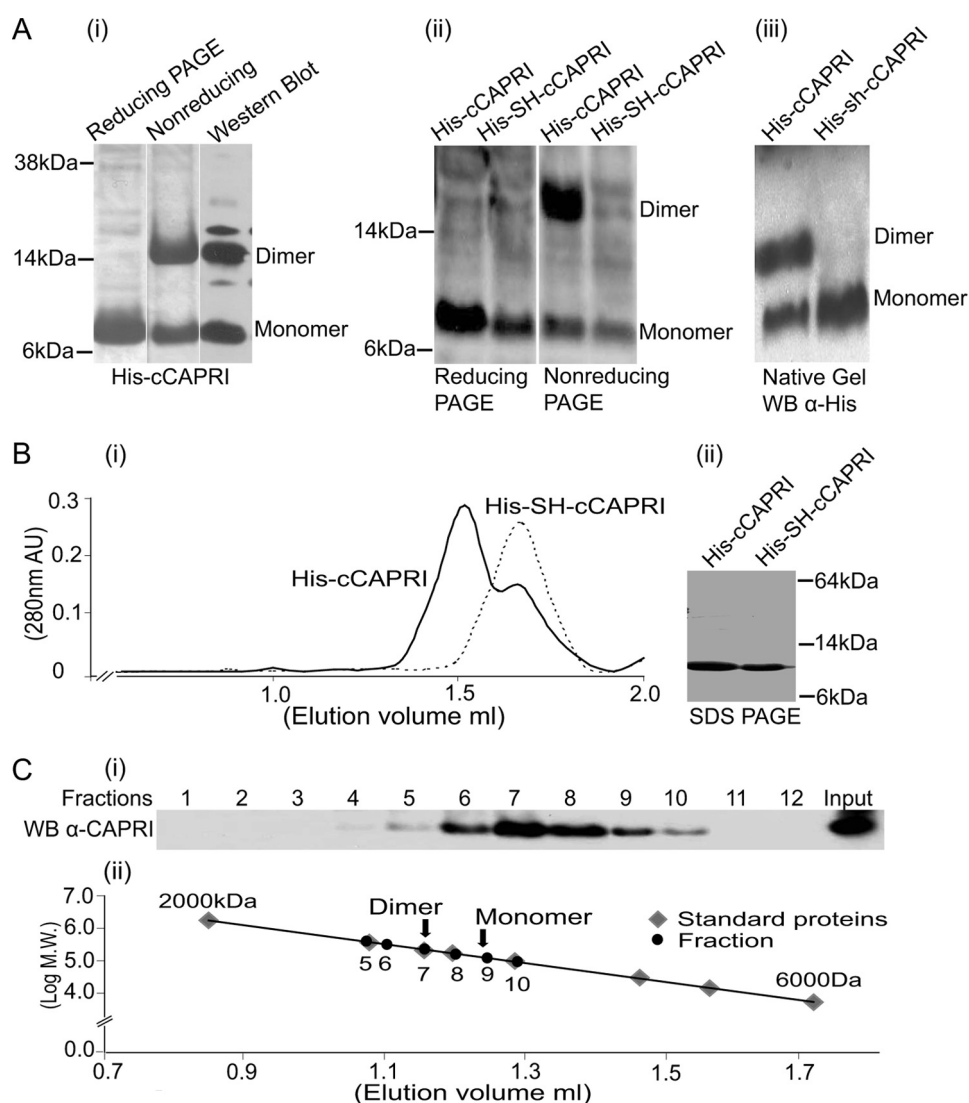 A
(i)
Reducing PAGE
Nonreducing
Western Blot
38kDa
14kDa
6kDa
Dimer
Monomer
His-cCAPRI
(ii)
His-cCAPRI
His-SH-cCAPRI
His-cCAPRI
His-SH-cCAPRI
14kDa
6kDa
Dimer
Monomer
Reducing PAGE
Nonreducing PAGE
(iii)
His-cCAPRI
His-sh-cCAPRI
Dimer
Monomer
Native Gel
WB α-His
B
(i)
(280nm AU)
0.3
0.2
0.1
0
His-cCAPRI
His-SH-cCAPRI
1.0 1.5 2.0
(Elution volume ml)
(ii)
His-cCAPRI
His-SH-cCAPRI
64kDa
14kDa
6kDa
SDS PAGE
C
(i)
Fractions 1 2 3 4 5 6 7 8 9 10 11 12 Input
WB α-CAPRI
(ii)
(Log M.W.)
7.0
6.0
5.0
4.0
0.0
2000kDa
Dimer
Monomer
Standard proteins
Fraction
5 6 7 8 9 10
6000Da
0.7 0.9 1.1 1.3 1.5 1.7
(Elution volume ml)